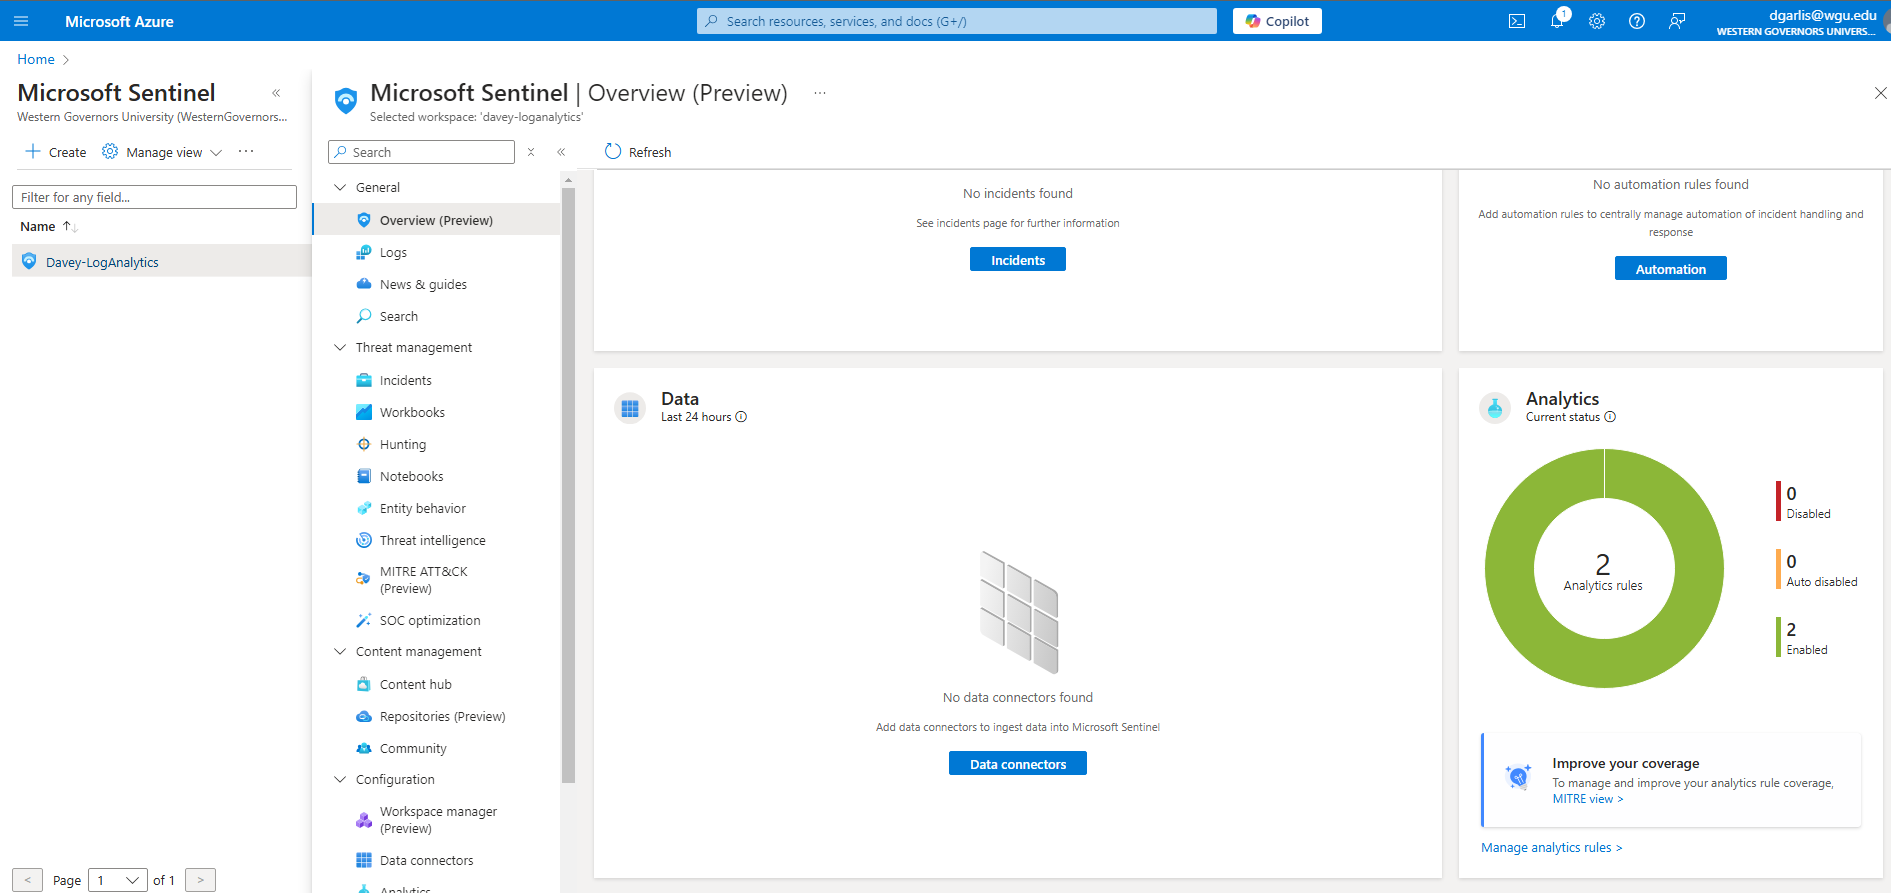 Microsoft Azure
Search resources, services, and docs (G+/)
Copilot
1
dgarlis@wgu.edu
WESTERN GOVERNORS UNIVERS...
Home
Microsoft Sentinel
Western Governors University (WesternGovernors...
Create
Manage view
...
Filter for any field...
Name
Davey-LogAnalytics
< Page 1 of 1 >
Microsoft Sentinel | Overview (Preview) ...
Selected workspace: 'davey-loganalytics'
Search
General
Overview (Preview)
Logs
News & guides
Search
Threat management
Incidents
Workbooks
Hunting
Notebooks
Entity behavior
Threat intelligence
MITRE ATT&CK
(Preview)
SOC optimization
Content management
Content hub
Repositories (Preview)
Community
Configuration
Workspace manager
(Preview)
Data connectors
Analytics
Refresh
No incidents found
See incidents page for further information
Incidents
No automation rules found
Add automation rules to centrally manage automation of incident handling and
response
Automation
Data
Last 24 hours
No data connectors found
Add data connectors to ingest data into Microsoft Sentinel
Data connectors
Analytics
Current status
2
Analytics rules
0
Disabled
0
Auto disabled
2
Enabled
Improve your coverage
To manage and improve your analytics rule coverage,
MITRE view >
Manage analytics rules >